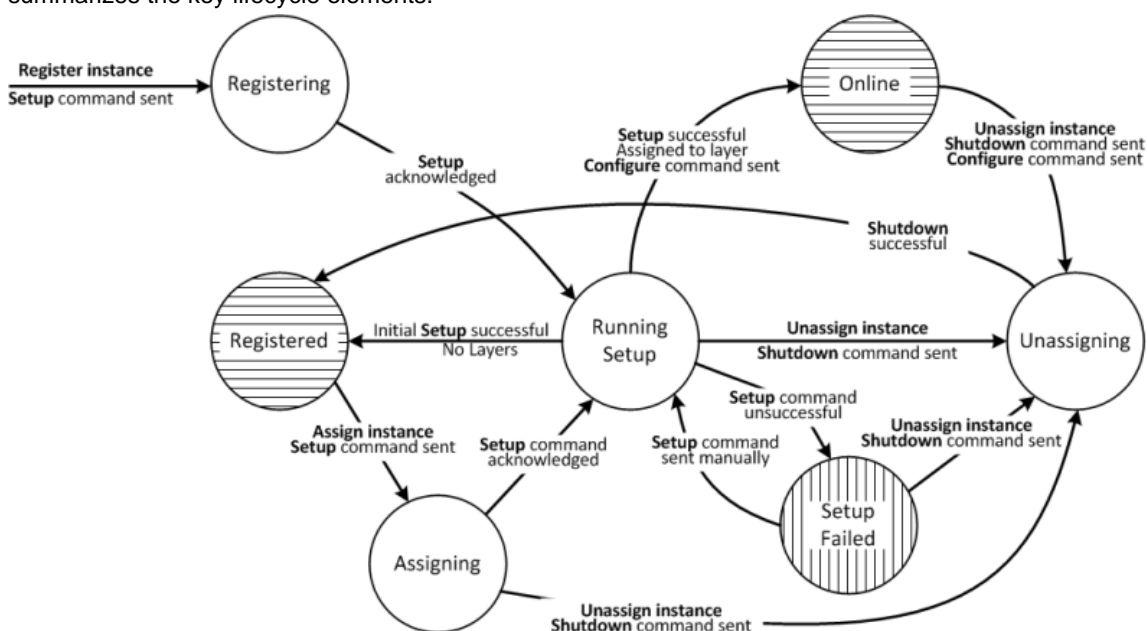 summarizes the key lifecycle elements.
Register instance
Setup command sent
Registering
Online
Setup
acknowledged
Setup successful
Assigned to layer
Configure command sent
Unassign instance
Shutdown command sent
Configure command sent
Shutdown
successful
Registered
Initial Setup successful
No Layers
Running
Setup
Unassign instance
Shutdown command sent
Unassigning
Assign instance
Setup command sent
Setup command
acknowledged
Setup command
sent manually
Setup command
unsuccessful
Unassign instance
Shutdown command sent
Setup
Failed
Assigning
Unassign instance
Shutdown command sent